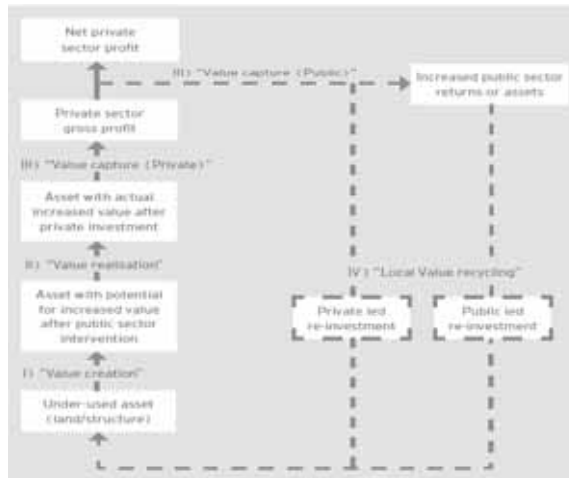 Net private
sector profit
III) "Value capture (Public)"
Increased public sector
returns or assets
Private sector
gross profit
III) "Value capture (Private)"
Asset with actual
increased value after
private investment
II) "Value realisation"
IV) "Local Value recycling"
Asset with potential
for increased value
after public sector
intervention
Private led
re-investment
Public led
re-investment
I) "Value creation"
Under-used asset
(land/structure)